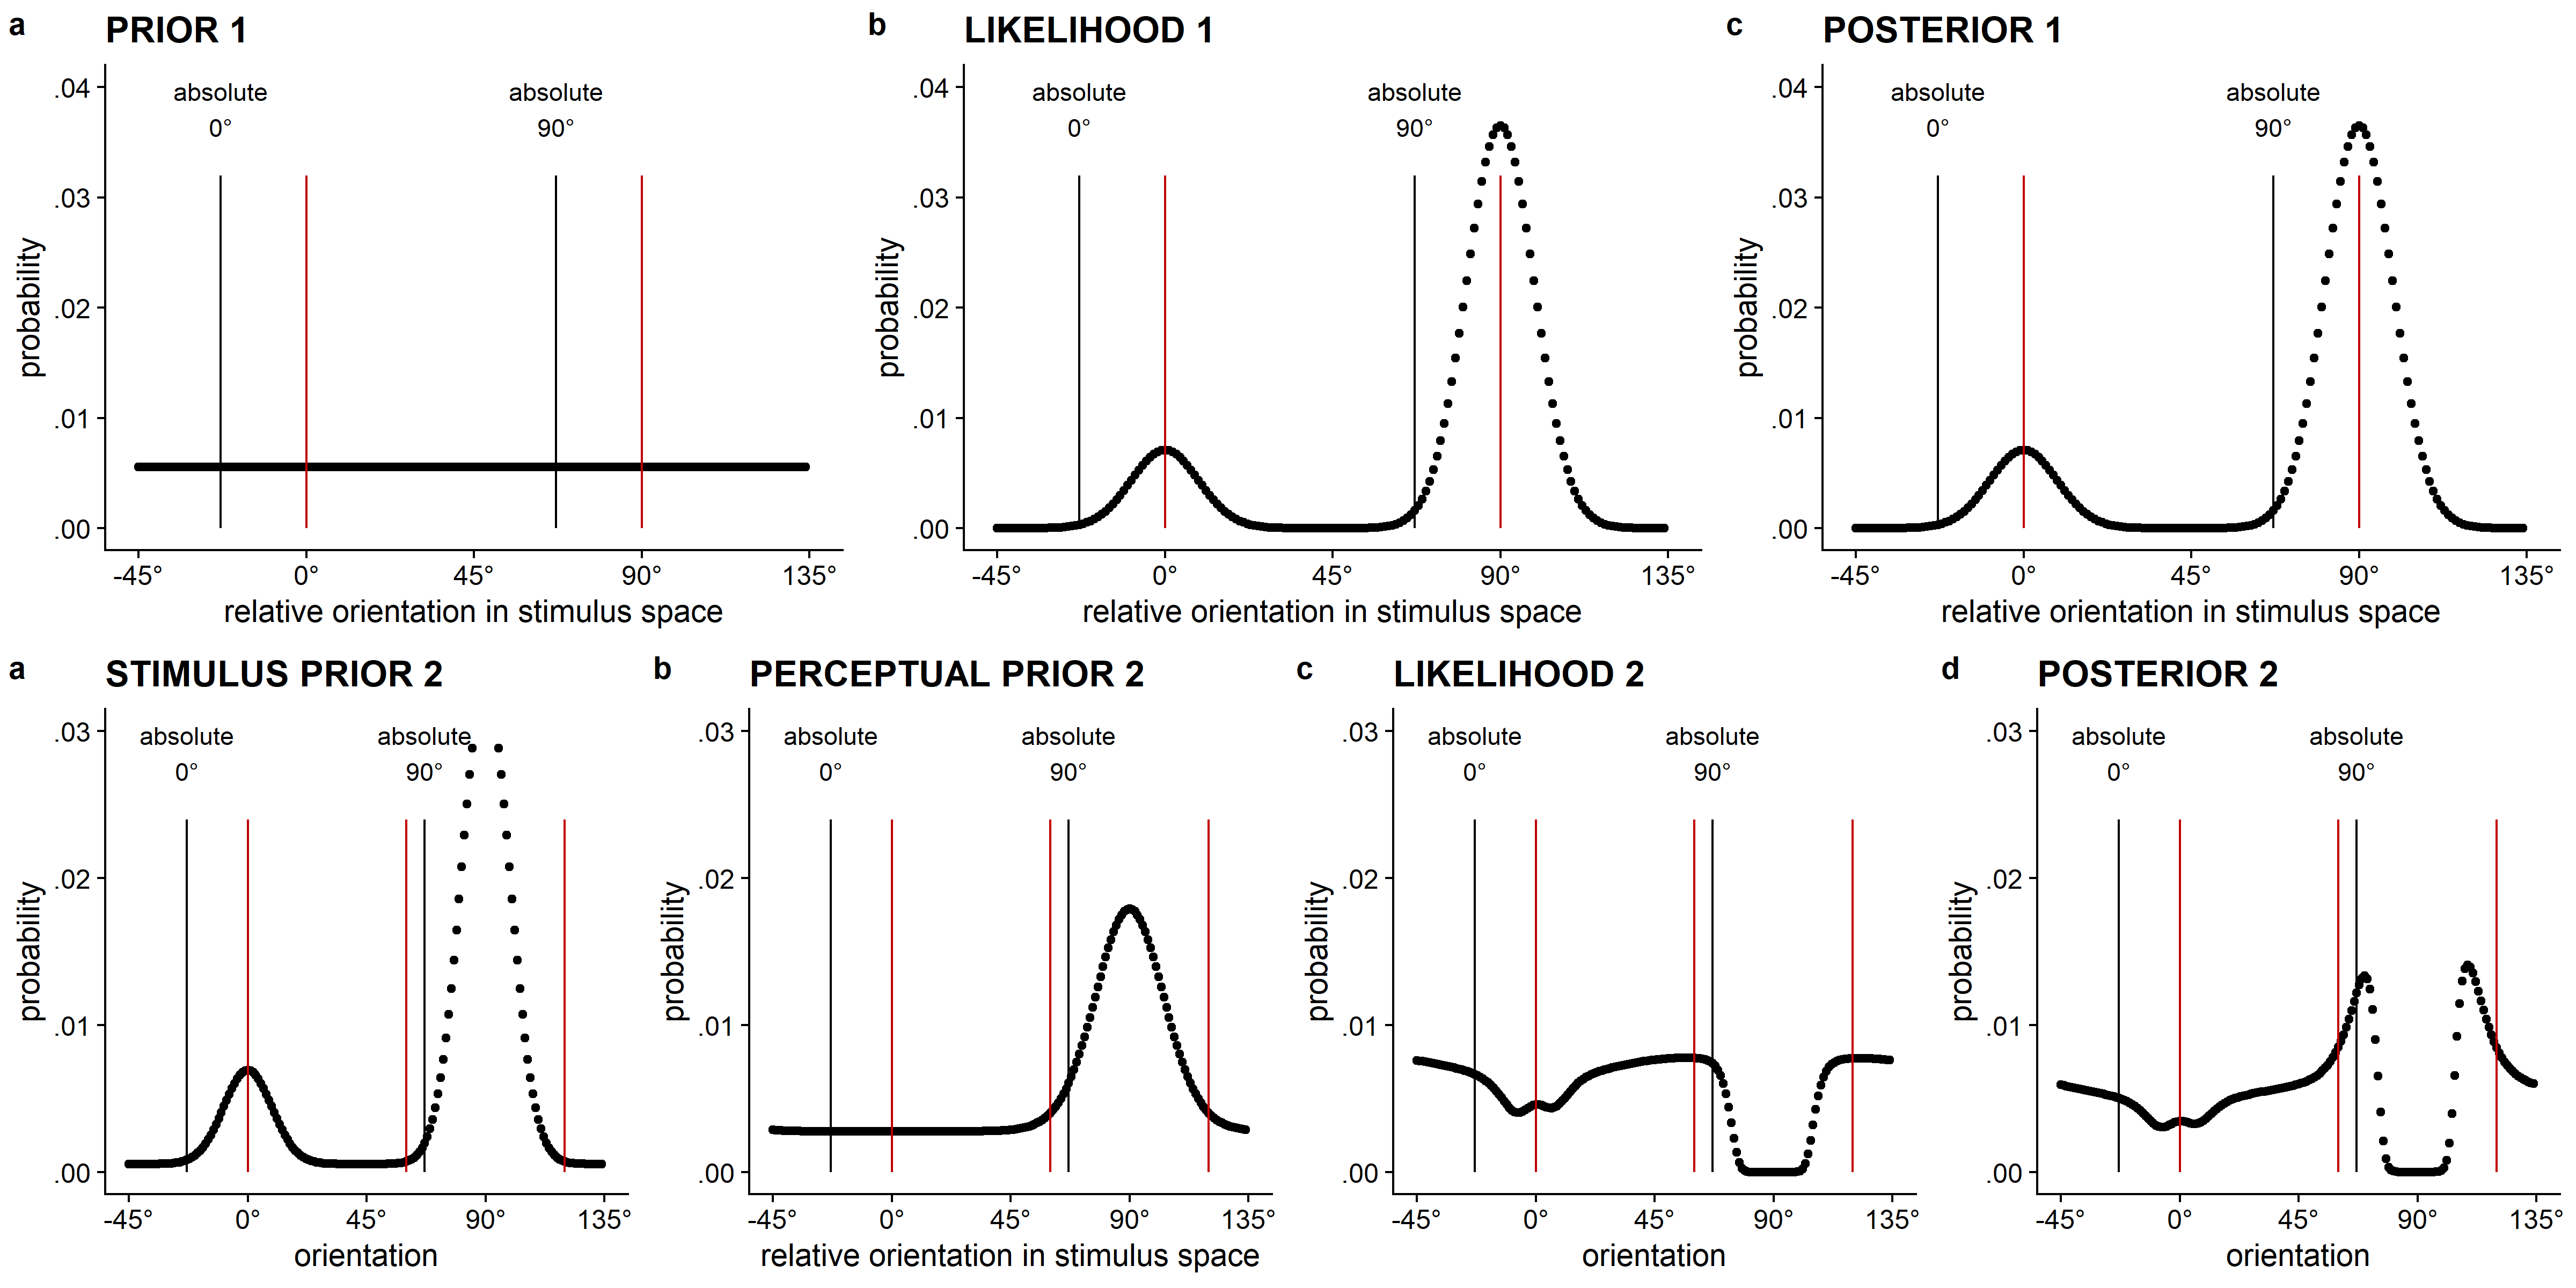 a PRIOR 1
.04
.03
.02
.01
.00
probability
absolute
0°
absolute
90°
-45° 0° 45° 90° 135°
relative orientation in stimulus space
b LIKELIHOOD 1
.04
.03
.02
.01
.00
probability
absolute
0°
absolute
90°
-45° 0° 45° 90° 135°
relative orientation in stimulus space
c POSTERIOR 1
.04
.03
.02
.01
.00
probability
absolute
0°
absolute
90°
-45° 0° 45° 90° 135°
relative orientation in stimulus space
a STIMULUS PRIOR 2
.03
.02
.01
.00
probability
absolute
0°
absolute
90°
-45° 0° 45° 90° 135°
orientation
b PERCEPTUAL PRIOR 2
.03
.02
.01
.00
probability
absolute
0°
absolute
90°
-45° 0° 45° 90° 135°
relative orientation in stimulus space
c LIKELIHOOD 2
.03
.02
.01
.00
probability
absolute
0°
absolute
90°
-45° 0° 45° 90° 135°
orientation
d POSTERIOR 2
.03
.02
.01
.00
probability
absolute
0°
absolute
90°
-45° 0° 45° 90° 135°
orientation